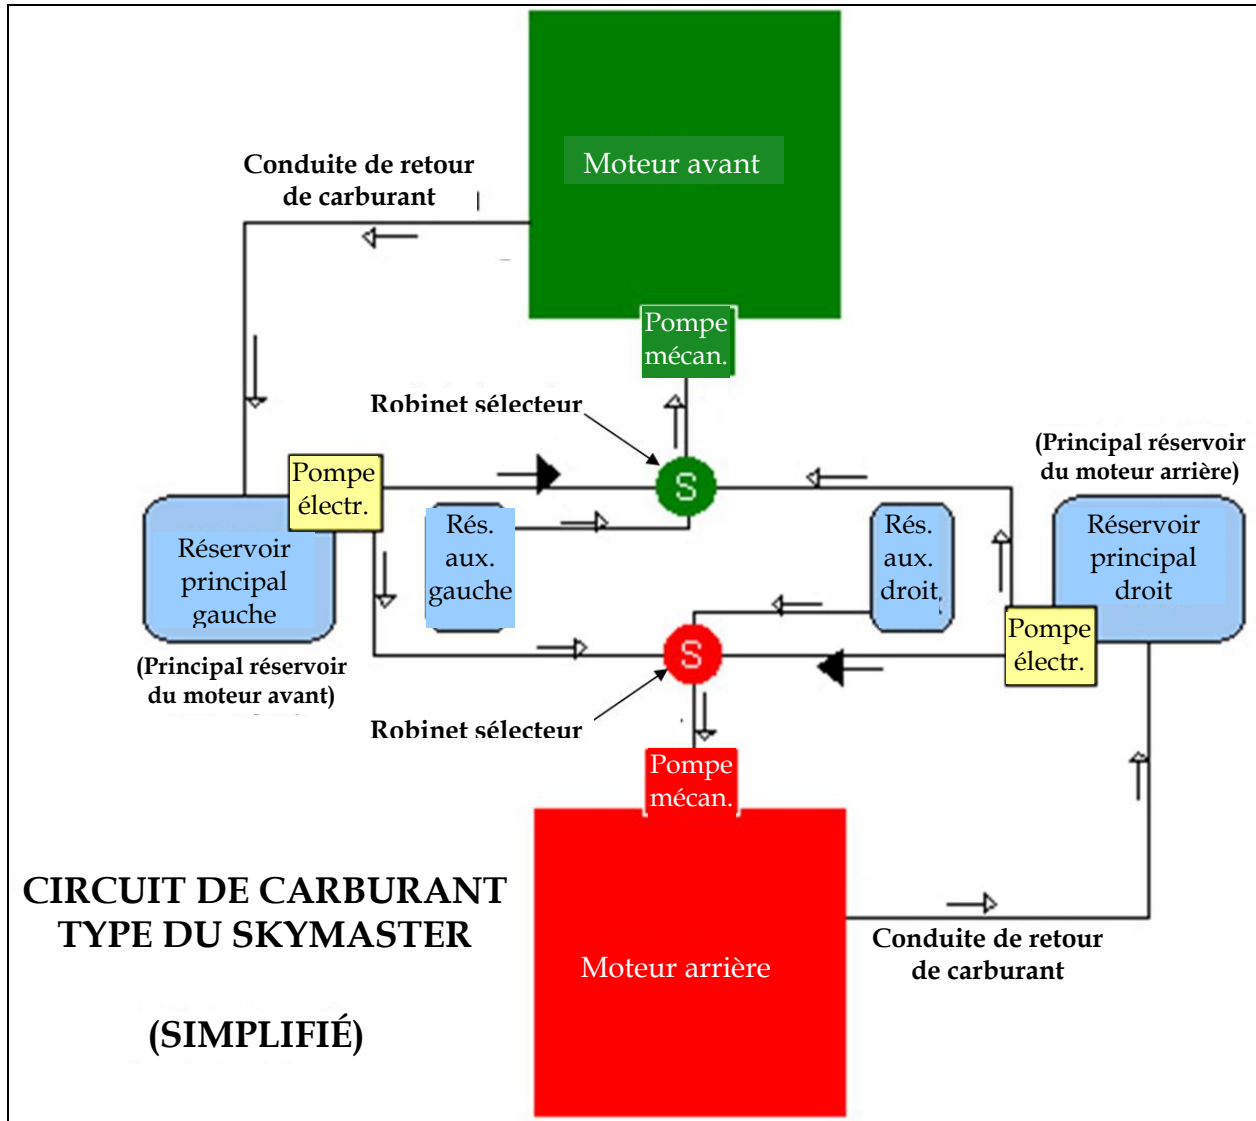 Moteur avant
Conduite de retour
de carburant
Pompe
mécan.
Robinet sélecteur
(Principal réservoir
du moteur arrière)
Pompe
électr.
S
Réservoir
principal
gauche
Rés.
aux.
gauche
Rés.
aux.
droit
Réservoir
principal
droit
(Principal réservoir
du moteur avant)
S
Pompe
électr.
Robinet sélecteur
Pompe
mécan.
CIRCUIT DE CARBURANT
TYPE DU SKYMASTER
(SIMPLIFIÉ)
Moteur arrière
Conduite de retour
de carburant